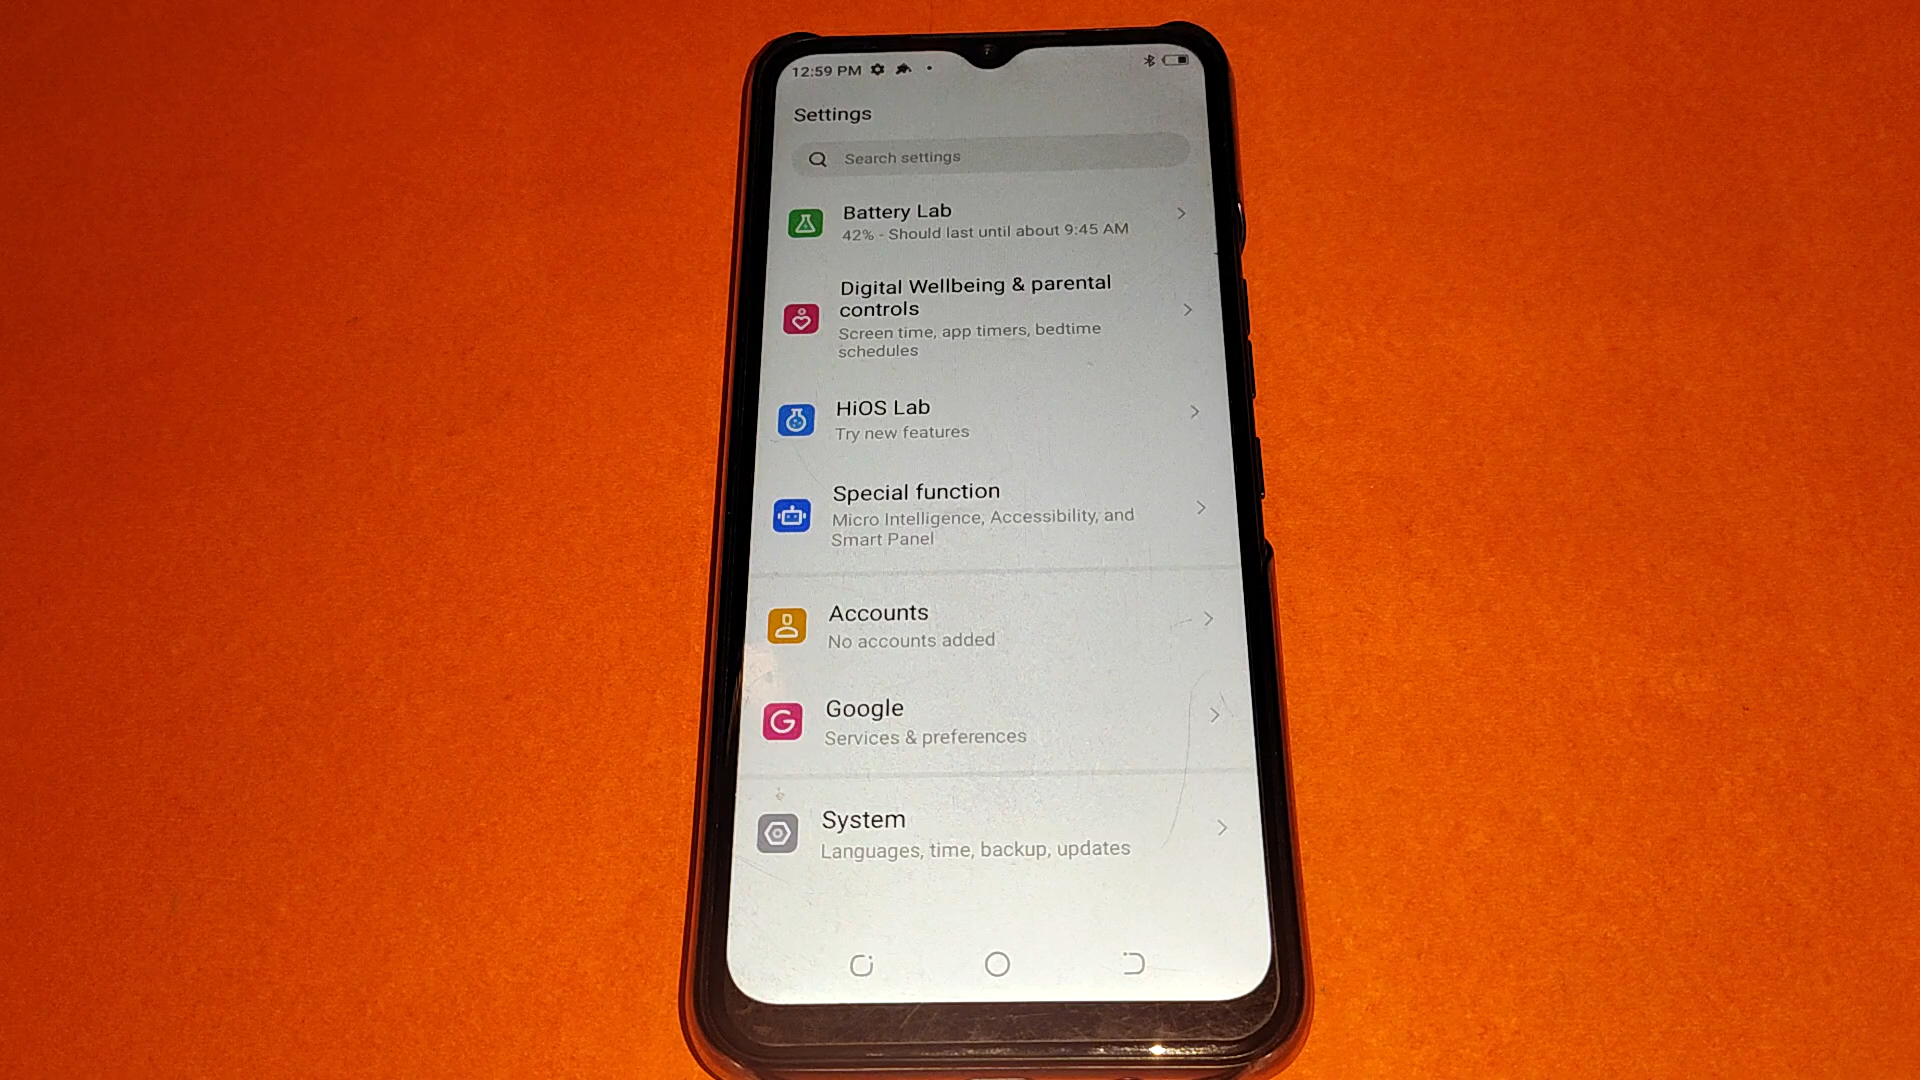 12:59 PM
Settings
Search settings
Battery Lab
42% - Should last until about 9:45 AM
Digital Wellbeing & parental
controls
Screen time, app timers, bedtime
schedules
HiOS Lab
Try new features
Special function
Micro Intelligence, Accessibility, and
Smart Panel
Accounts
No accounts added
Google
Services & preferences
System
Languages, time, backup, updates